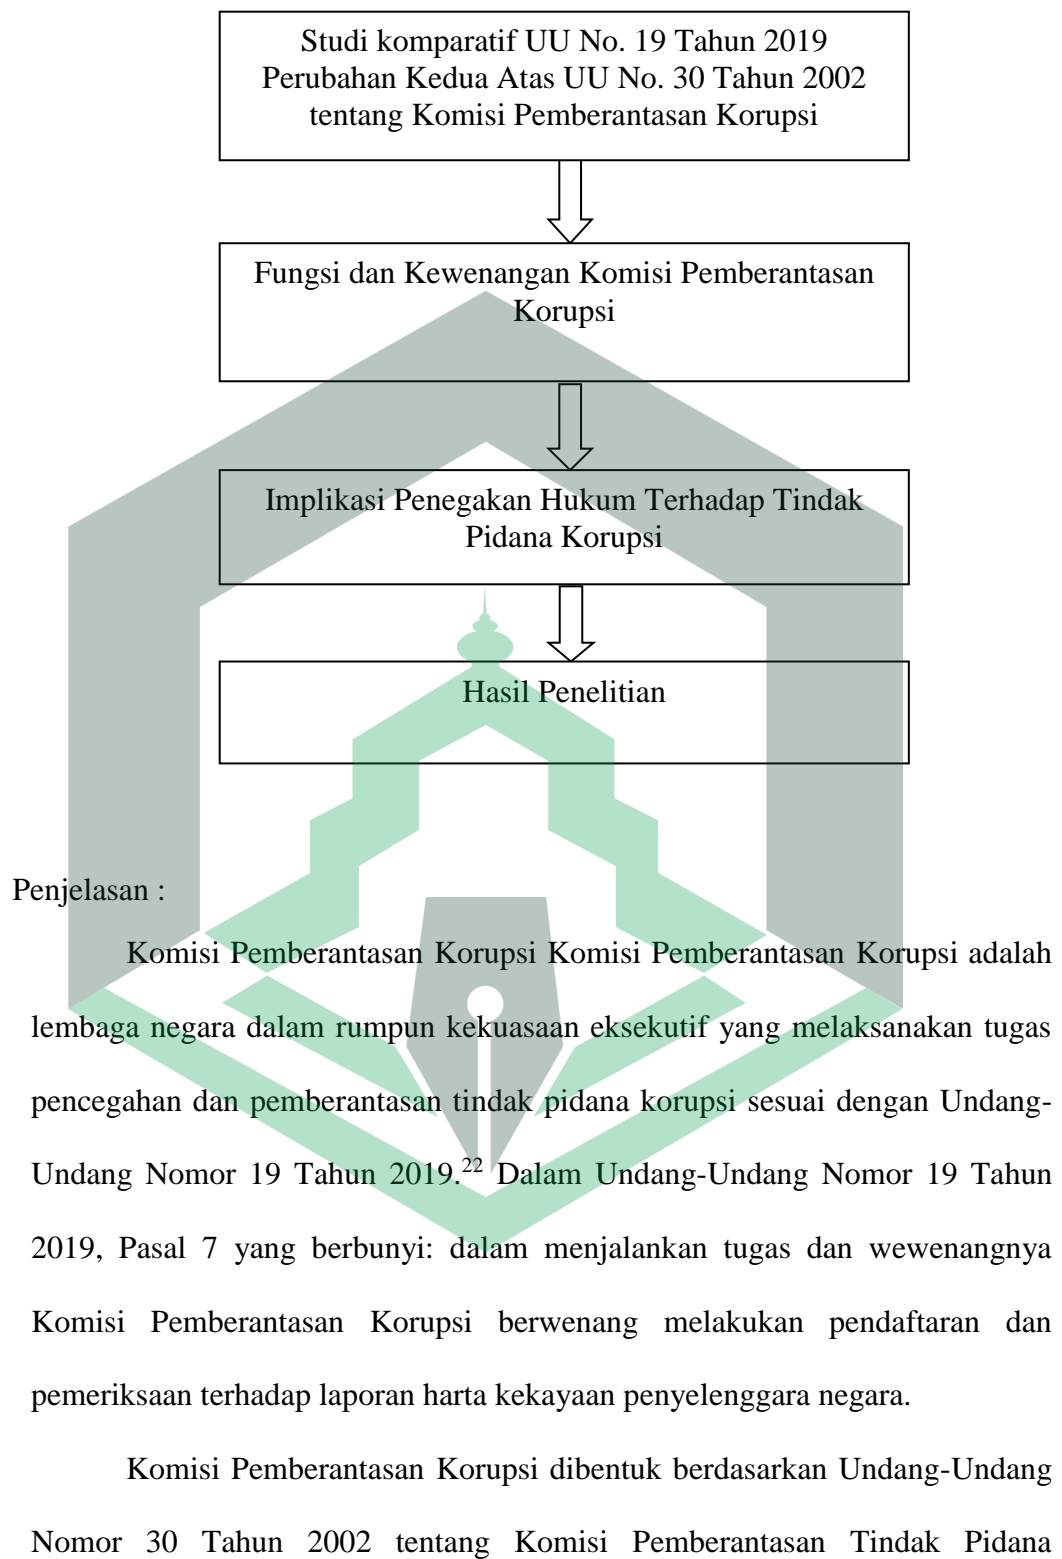 Studi komparatif UU No. 19 Tahun 2019
Perubahan Kedua Atas UU No. 30 Tahun 2002
tentang Komisi Pemberantasan Korupsi
Fungsi dan Kewenangan Komisi Pemberantasan
Korupsi
Implikasi Penegakan Hukum Terhadap Tindak
Pidana Korupsi
Hasil Penelitian
Penjelasan :
Komisi Pemberantasan Korupsi Komisi Pemberantasan Korupsi adalah
lembaga negara dalam rumpun kekuasaan eksekutif yang melaksanakan tugas
pencegahan dan pemberantasan tindak pidana korupsi sesuai dengan Undang-
Undang Nomor 19 Tahun 2019.22 Dalam Undang-Undang Nomor 19 Tahun
2019, Pasal 7 yang berbunyi: dalam menjalankan tugas dan wewenangnya
Komisi Pemberantasan Korupsi berwenang melakukan pendaftaran dan
pemeriksaan terhadap laporan harta kekayaan penyelenggara negara.
Komisi Pemberantasan Korupsi dibentuk berdasarkan Undang-Undang
Nomor 30 Tahun 2002 tentang Komisi Pemberantasan Tindak Pidana